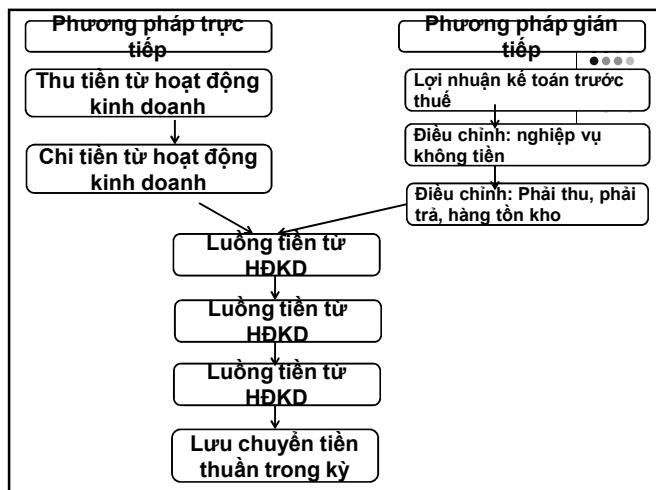 Phương pháp trực
tiếp
Thu tiền từ hoạt động
kinh doanh
Chi tiền từ hoạt động
kinh doanh
Phương pháp gián
tiếp
Lợi nhuận kế toán trước
thuế
Điều chỉnh: nghiệp vụ
không tiền
Điều chỉnh: Phải thu, phải
trả, hàng tồn kho
Luồng tiền từ
HĐKD
Luồng tiền từ
HĐKD
Luồng tiền từ
HĐKD
Lưu chuyển tiền
thuần trong kỳ